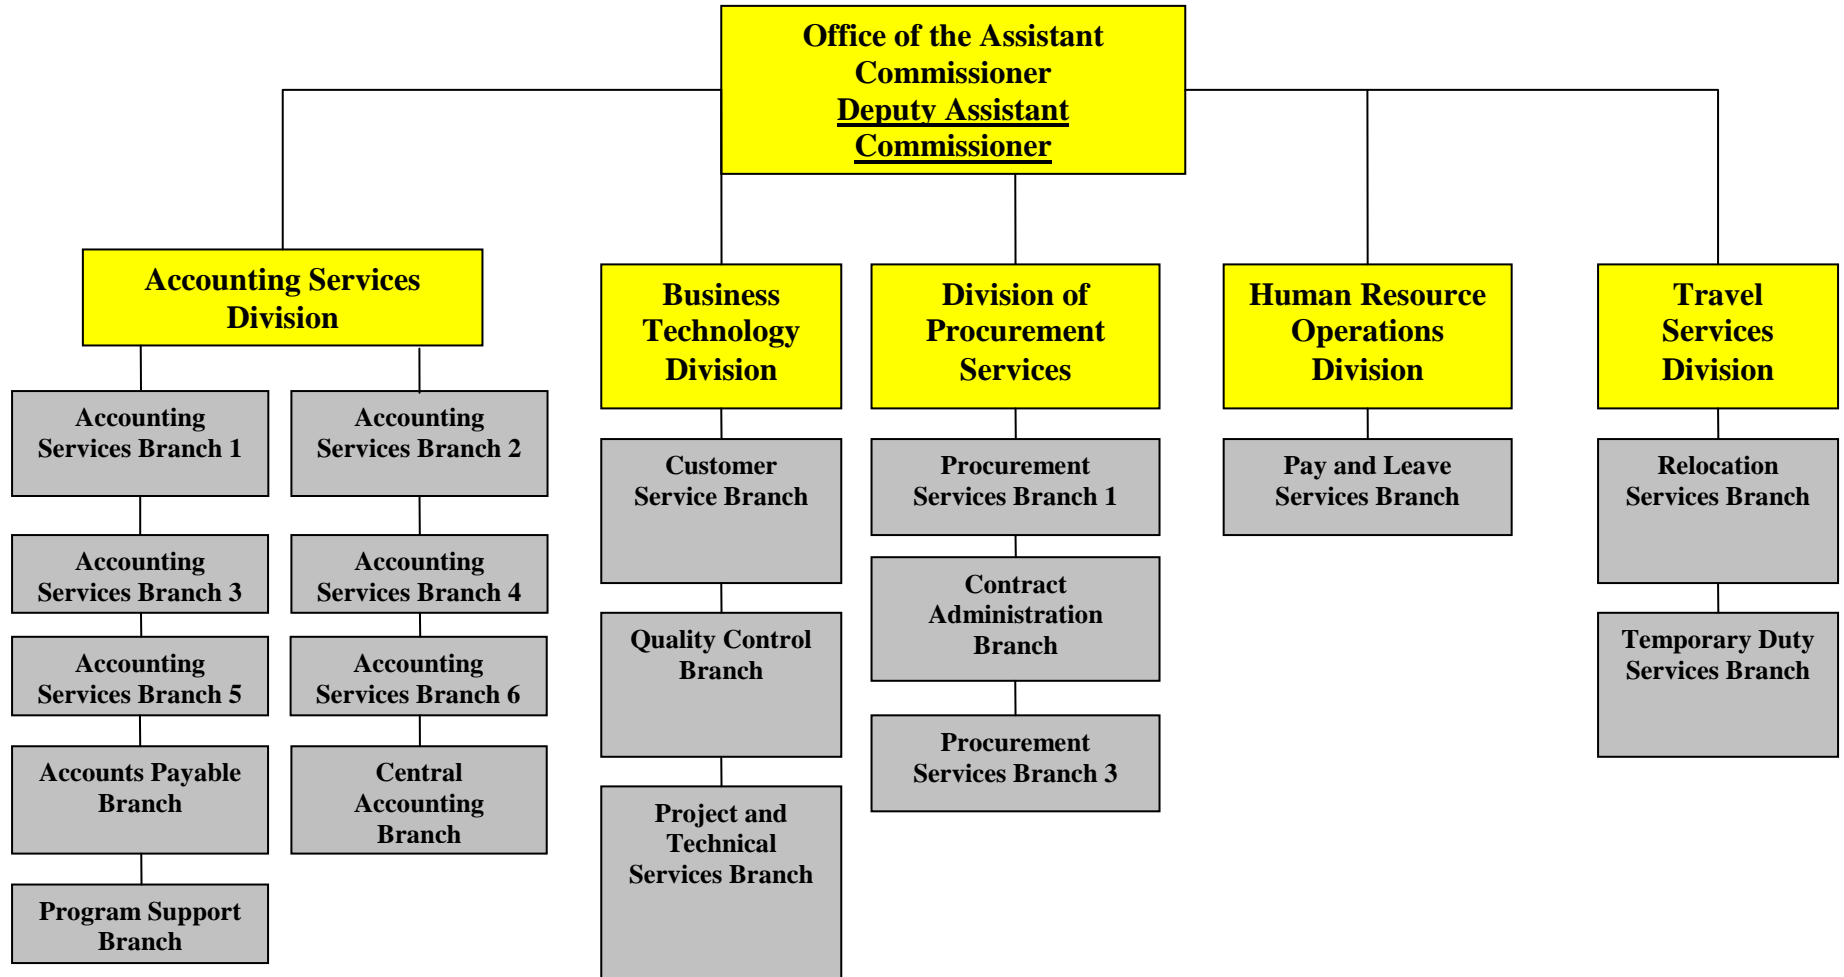 Office of the Assistant
Commissioner
Deputy Assistant
Commissioner
Accounting Services
Division
Accounting
Services Branch 1
Accounting
Services Branch 2
Accounting
Services Branch 3
Accounting
Services Branch 4
Accounting
Services Branch 5
Accounting
Services Branch 6
Accounts Payable
Branch
Central
Accounting
Branch
Program Support
Branch
Business
Technology
Division
Customer
Service Branch
Quality Control
Branch
Project and
Technical
Services Branch
Division of
Procurement
Services
Procurement
Services Branch 1
Contract
Administration
Branch
Procurement
Services Branch 3
Human Resource
Operations
Division
Pay and Leave
Services Branch
Travel
Services
Division
Relocation
Services Branch
Temporary Duty
Services Branch